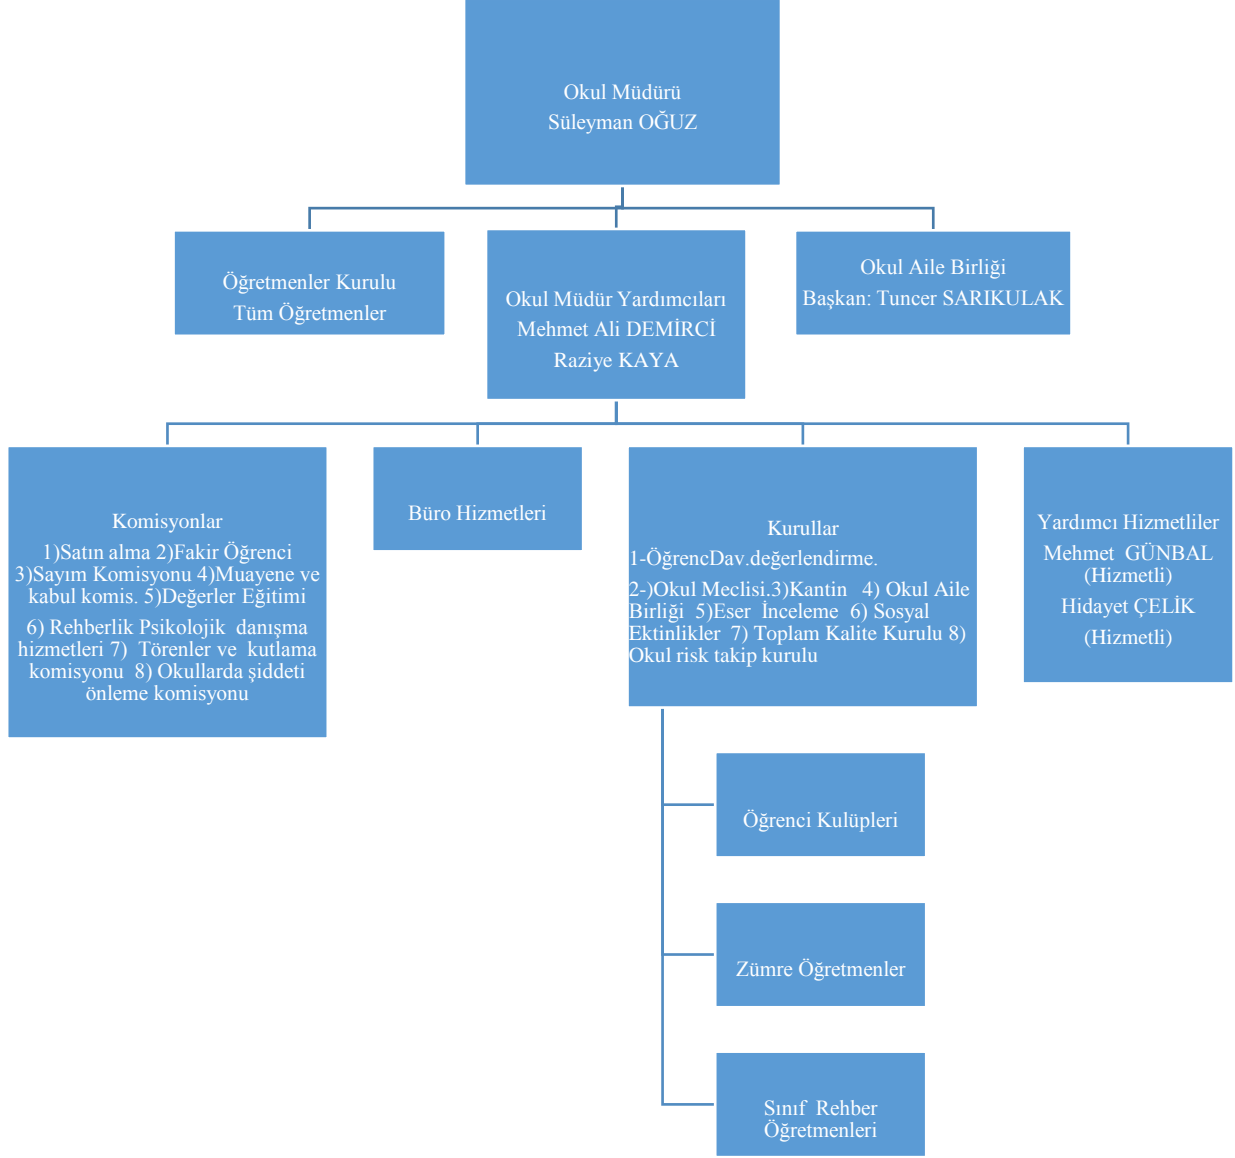 Okul Müdürü
Süleyman OĞUZ
Öğretmenler Kurulu
Tüm Öğretmenler
Okul Müdür Yardımcıları
Mehmet Ali DEMİRCİ
Raziye KAYA
Okul Aile Birliği
Başkan: Tuncer SARIKULAK
Komisyonlar
1)Satın alma 2)Fakir Öğrenci
3)Sayım Komisyonu 4)Muayene ve
kabul komis. 5)Değerler Eğitimi
6) Rehberlik Psikolojik danışma
hizmetleri 7) Törenler ve kutlama
komisyonu 8) Okullarda şiddeti
önleme komisyonu
Büro Hizmetleri
Kurullar
1-ÖğrencDav.değerlendirme.
2-)Okul Meclisi.3)Kantin 4) Okul Aile
Birliği 5)Eser İnceleme 6) Sosyal
Ektinlikler 7) Toplam Kalite Kurulu 8)
Okul risk takip kurulu
Yardımcı Hizmetliler
Mehmet GÜNBAL
(Hizmetli)
Hidayet ÇELİK
(Hizmetli)
Öğrenci Kulüpleri
Zümre Öğretmenler
Sınıf Rehber
Öğretmenleri